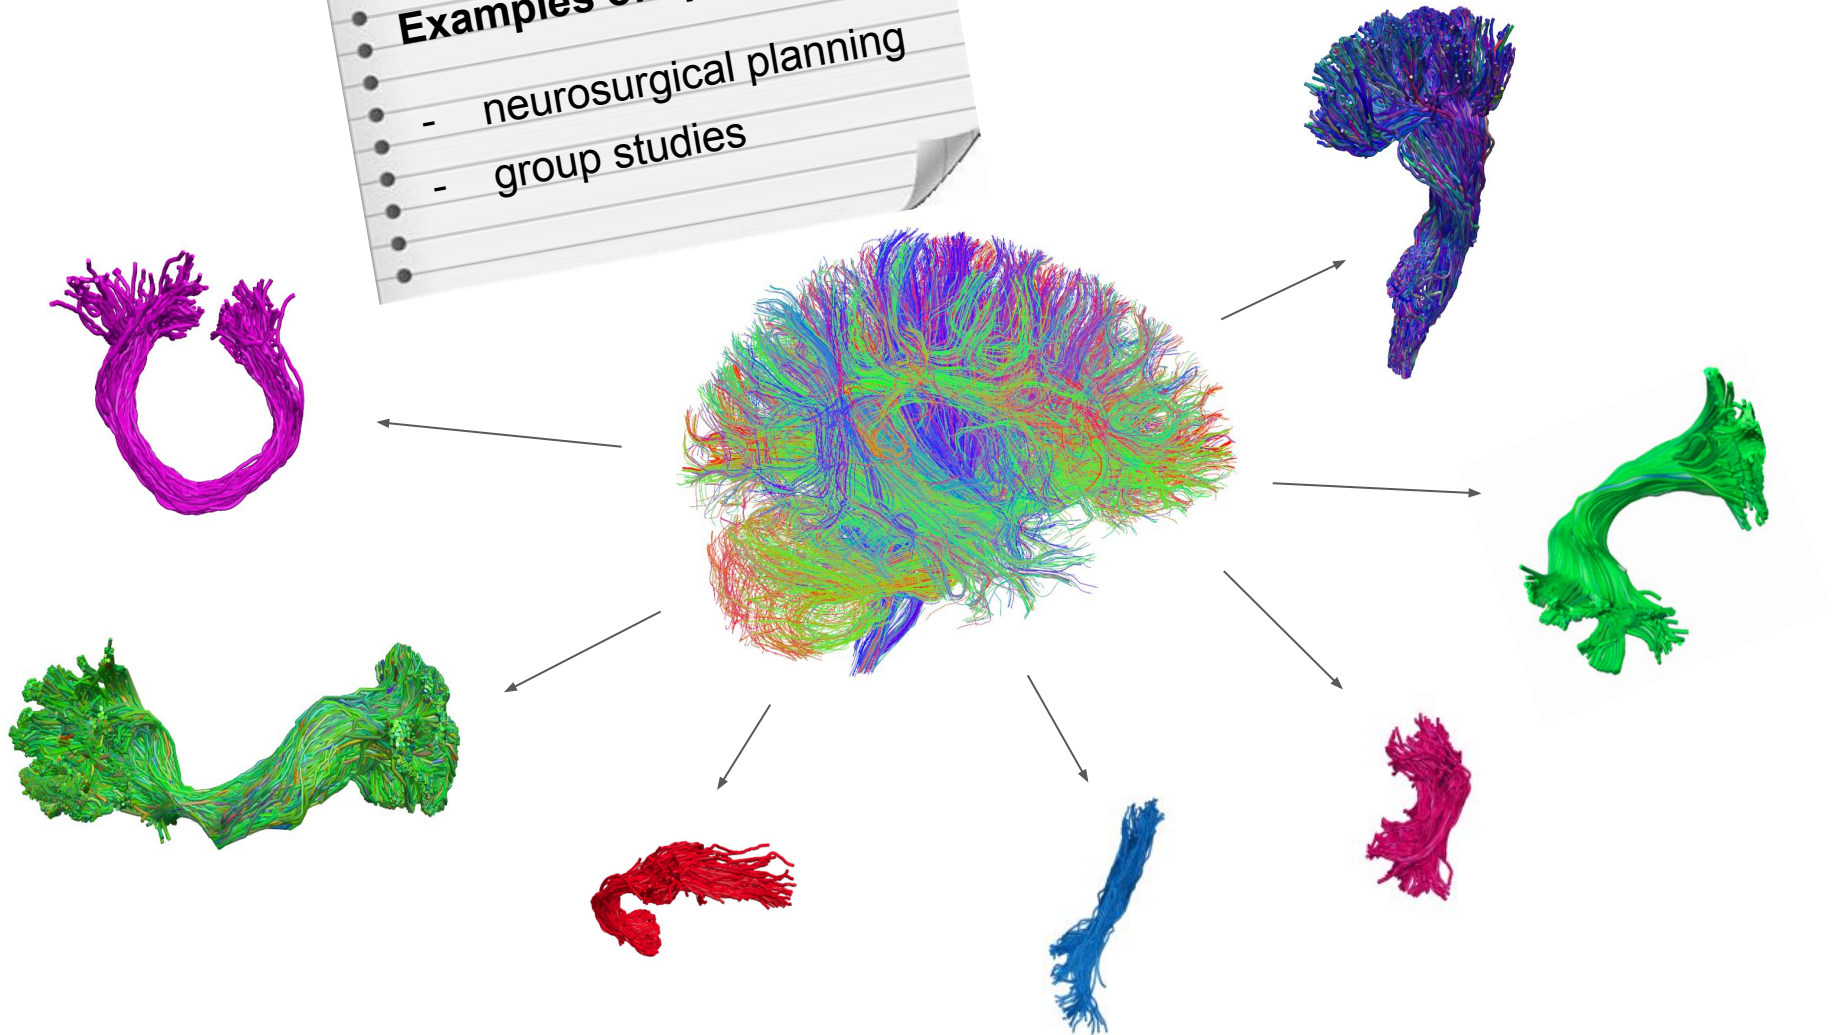 Examples
- neurosurgical planning
- group studies